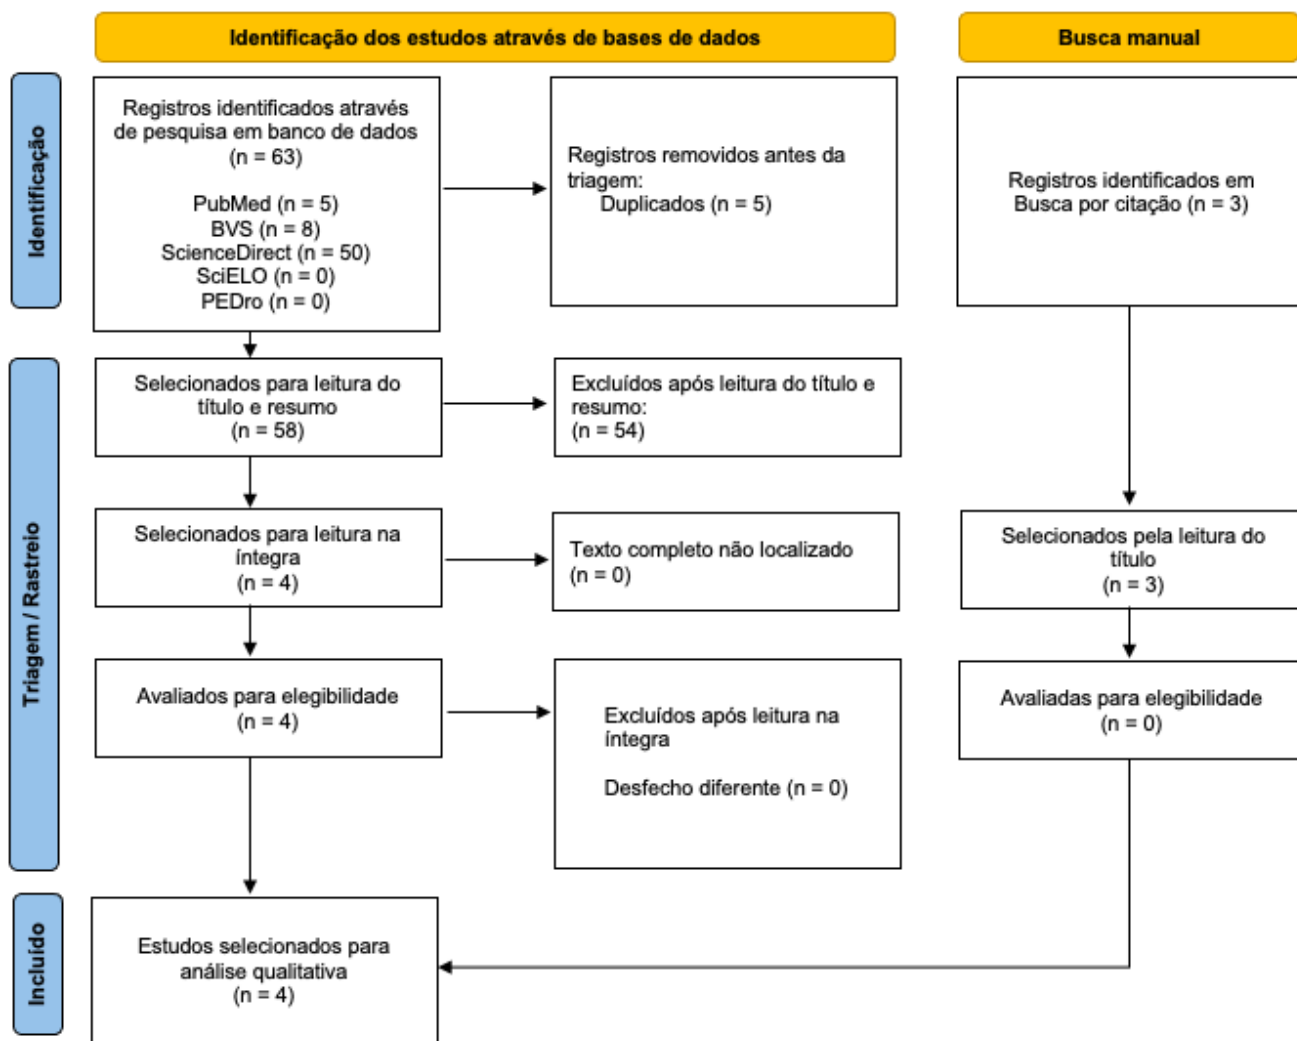 Identificação dos estudos através de bases de dados
Busca manual
Identificação
Registros identificados através
de pesquisa em banco de dados
(n = 63)
PubMed (n = 5)
BVS (n = 8)
ScienceDirect (n = 50)
SciELO (n = 0)
PEDro (n = 0)
Registros removidos antes da
triagem:
Duplicados (n = 5)
Registros identificados em
Busca por citação (n = 3)
Triagem / Rastreio
Selecionados para leitura do
título e resumo
(n = 58)
Excluídos após leitura do título e
resumo:
(n = 54)
Selecionados para leitura na
íntegra
(n = 4)
Texto completo não localizado
(n = 0)
Selecionados pela leitura do
título
(n = 3)
Avaliados para elegibilidade
(n = 4)
Excluídos após leitura na
íntegra
Desfecho diferente (n = 0)
Avaliadas para elegibilidade
(n = 0)
Incluído
Estudos selecionados para
análise qualitativa
(n = 4)